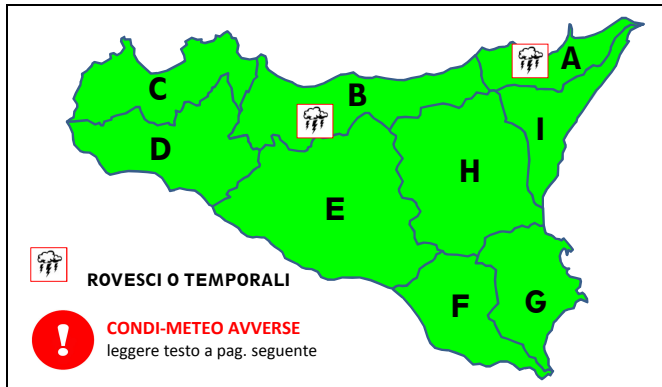 A
C
B
I
D
H
E
ROVESCI O TEMPORALI
F
G
! CONDI-METEO AVVERSE
leggere testo a pag. seguente